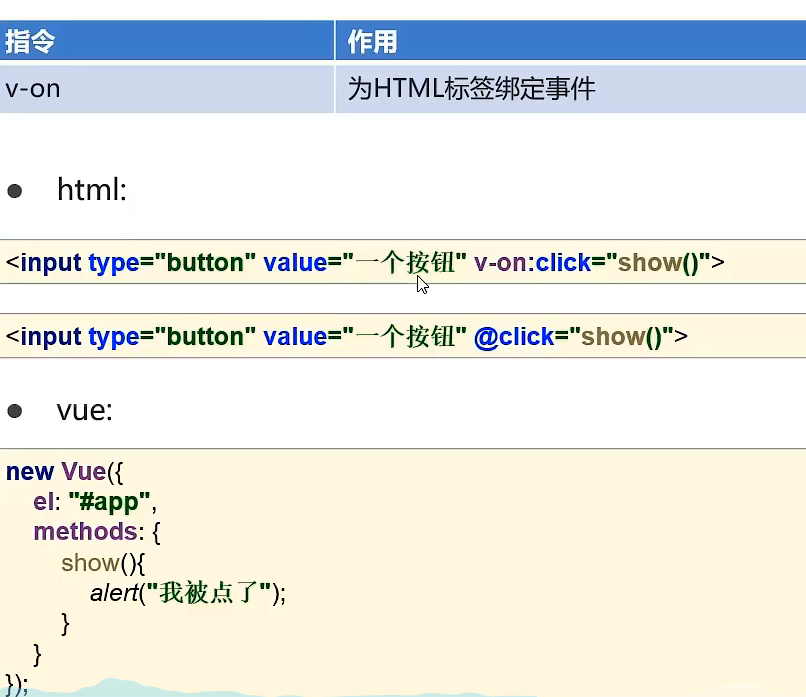 指令 作用
v-on 为HTML标签绑定事件
● html:
<input type="button" value="一个按钮" v-on:click="show()">
<input type="button" value="一个按钮" @click="show()">
● vue:
new Vue({
    el: "#app",
    methods: {
        show(){
            alert("我被点了");
        }
    }
});